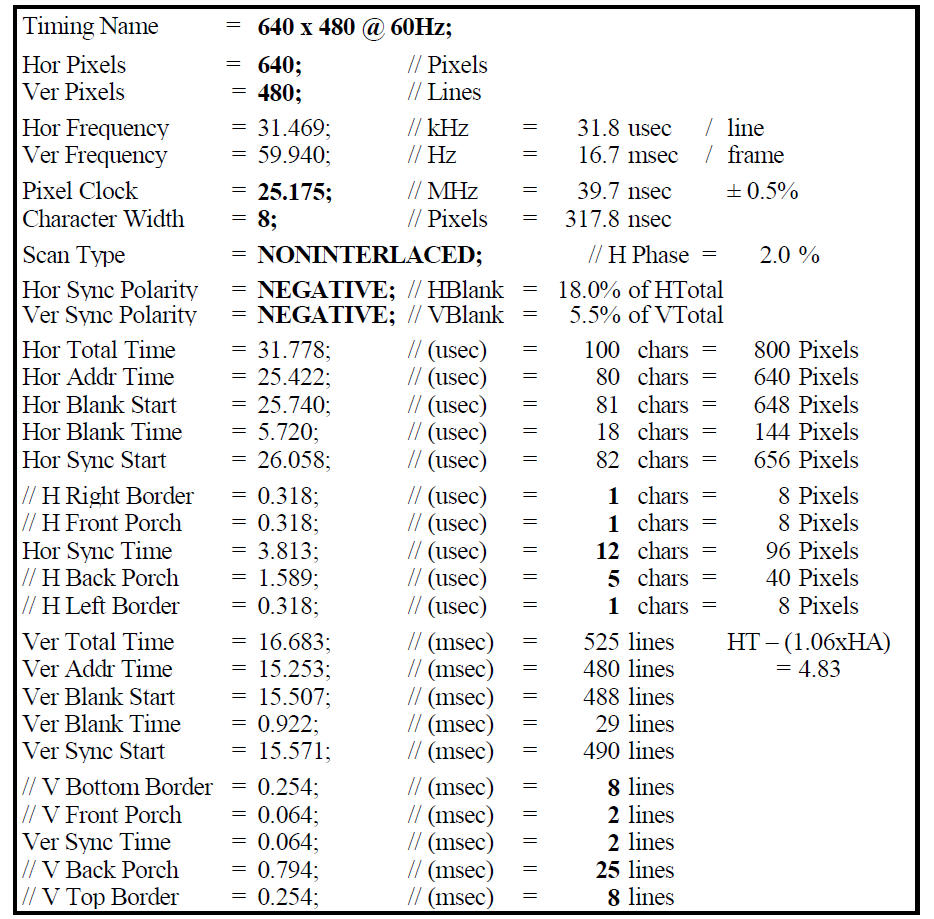 Timing Name = 640 x 480 @ 60Hz;
Hor Pixels = 640; // Pixels
Ver Pixels = 480; // Lines
Hor Frequency = 31.469; // kHz = 31.8 usec / line
Ver Frequency = 59.940; // Hz = 16.7 msec / frame
Pixel Clock = 25.175; // MHz = 39.7 nsec ± 0.5%
Character Width = 8; // Pixels = 317.8 nsec
Scan Type = NONINTERLACED; // H Phase = 2.0 %
Hor Sync Polarity = NEGATIVE; // HBlank = 18.0% of HTotal
Ver Sync Polarity = NEGATIVE; // VBlank = 5.5% of VTotal
Hor Total Time = 31.778; // (usec) = 100 chars = 800 Pixels
Hor Addr Time = 25.422; // (usec) = 80 chars = 640 Pixels
Hor Blank Start = 25.740; // (usec) = 81 chars = 648 Pixels
Hor Blank Time = 5.720; // (usec) = 18 chars = 144 Pixels
Hor Sync Start = 26.058; // (usec) = 82 chars = 656 Pixels
// H Right Border = 0.318; // (usec) = 1 chars = 8 Pixels
// H Front Porch = 0.318; // (usec) = 1 chars = 8 Pixels
Hor Sync Time = 3.813; // (usec) = 12 chars = 96 Pixels
// H Back Porch = 1.589; // (usec) = 5 chars = 40 Pixels
// H Left Border = 0.318; // (usec) = 1 chars = 8 Pixels
Ver Total Time = 16.683; // (msec) = 525 lines HT – (1.06xHA)
Ver Addr Time = 15.253; // (msec) = 480 lines = 4.83
Ver Blank Start = 15.507; // (msec) = 488 lines
Ver Blank Time = 0.922; // (msec) = 29 lines
Ver Sync Start = 15.571; // (msec) = 490 lines
// V Bottom Border = 0.254; // (msec) = 8 lines
// V Front Porch = 0.064; // (msec) = 2 lines
Ver Sync Time = 0.064; // (msec) = 2 lines
// V Back Porch = 0.794; // (msec) = 25 lines
// V Top Border = 0.254; // (msec) = 8 lines